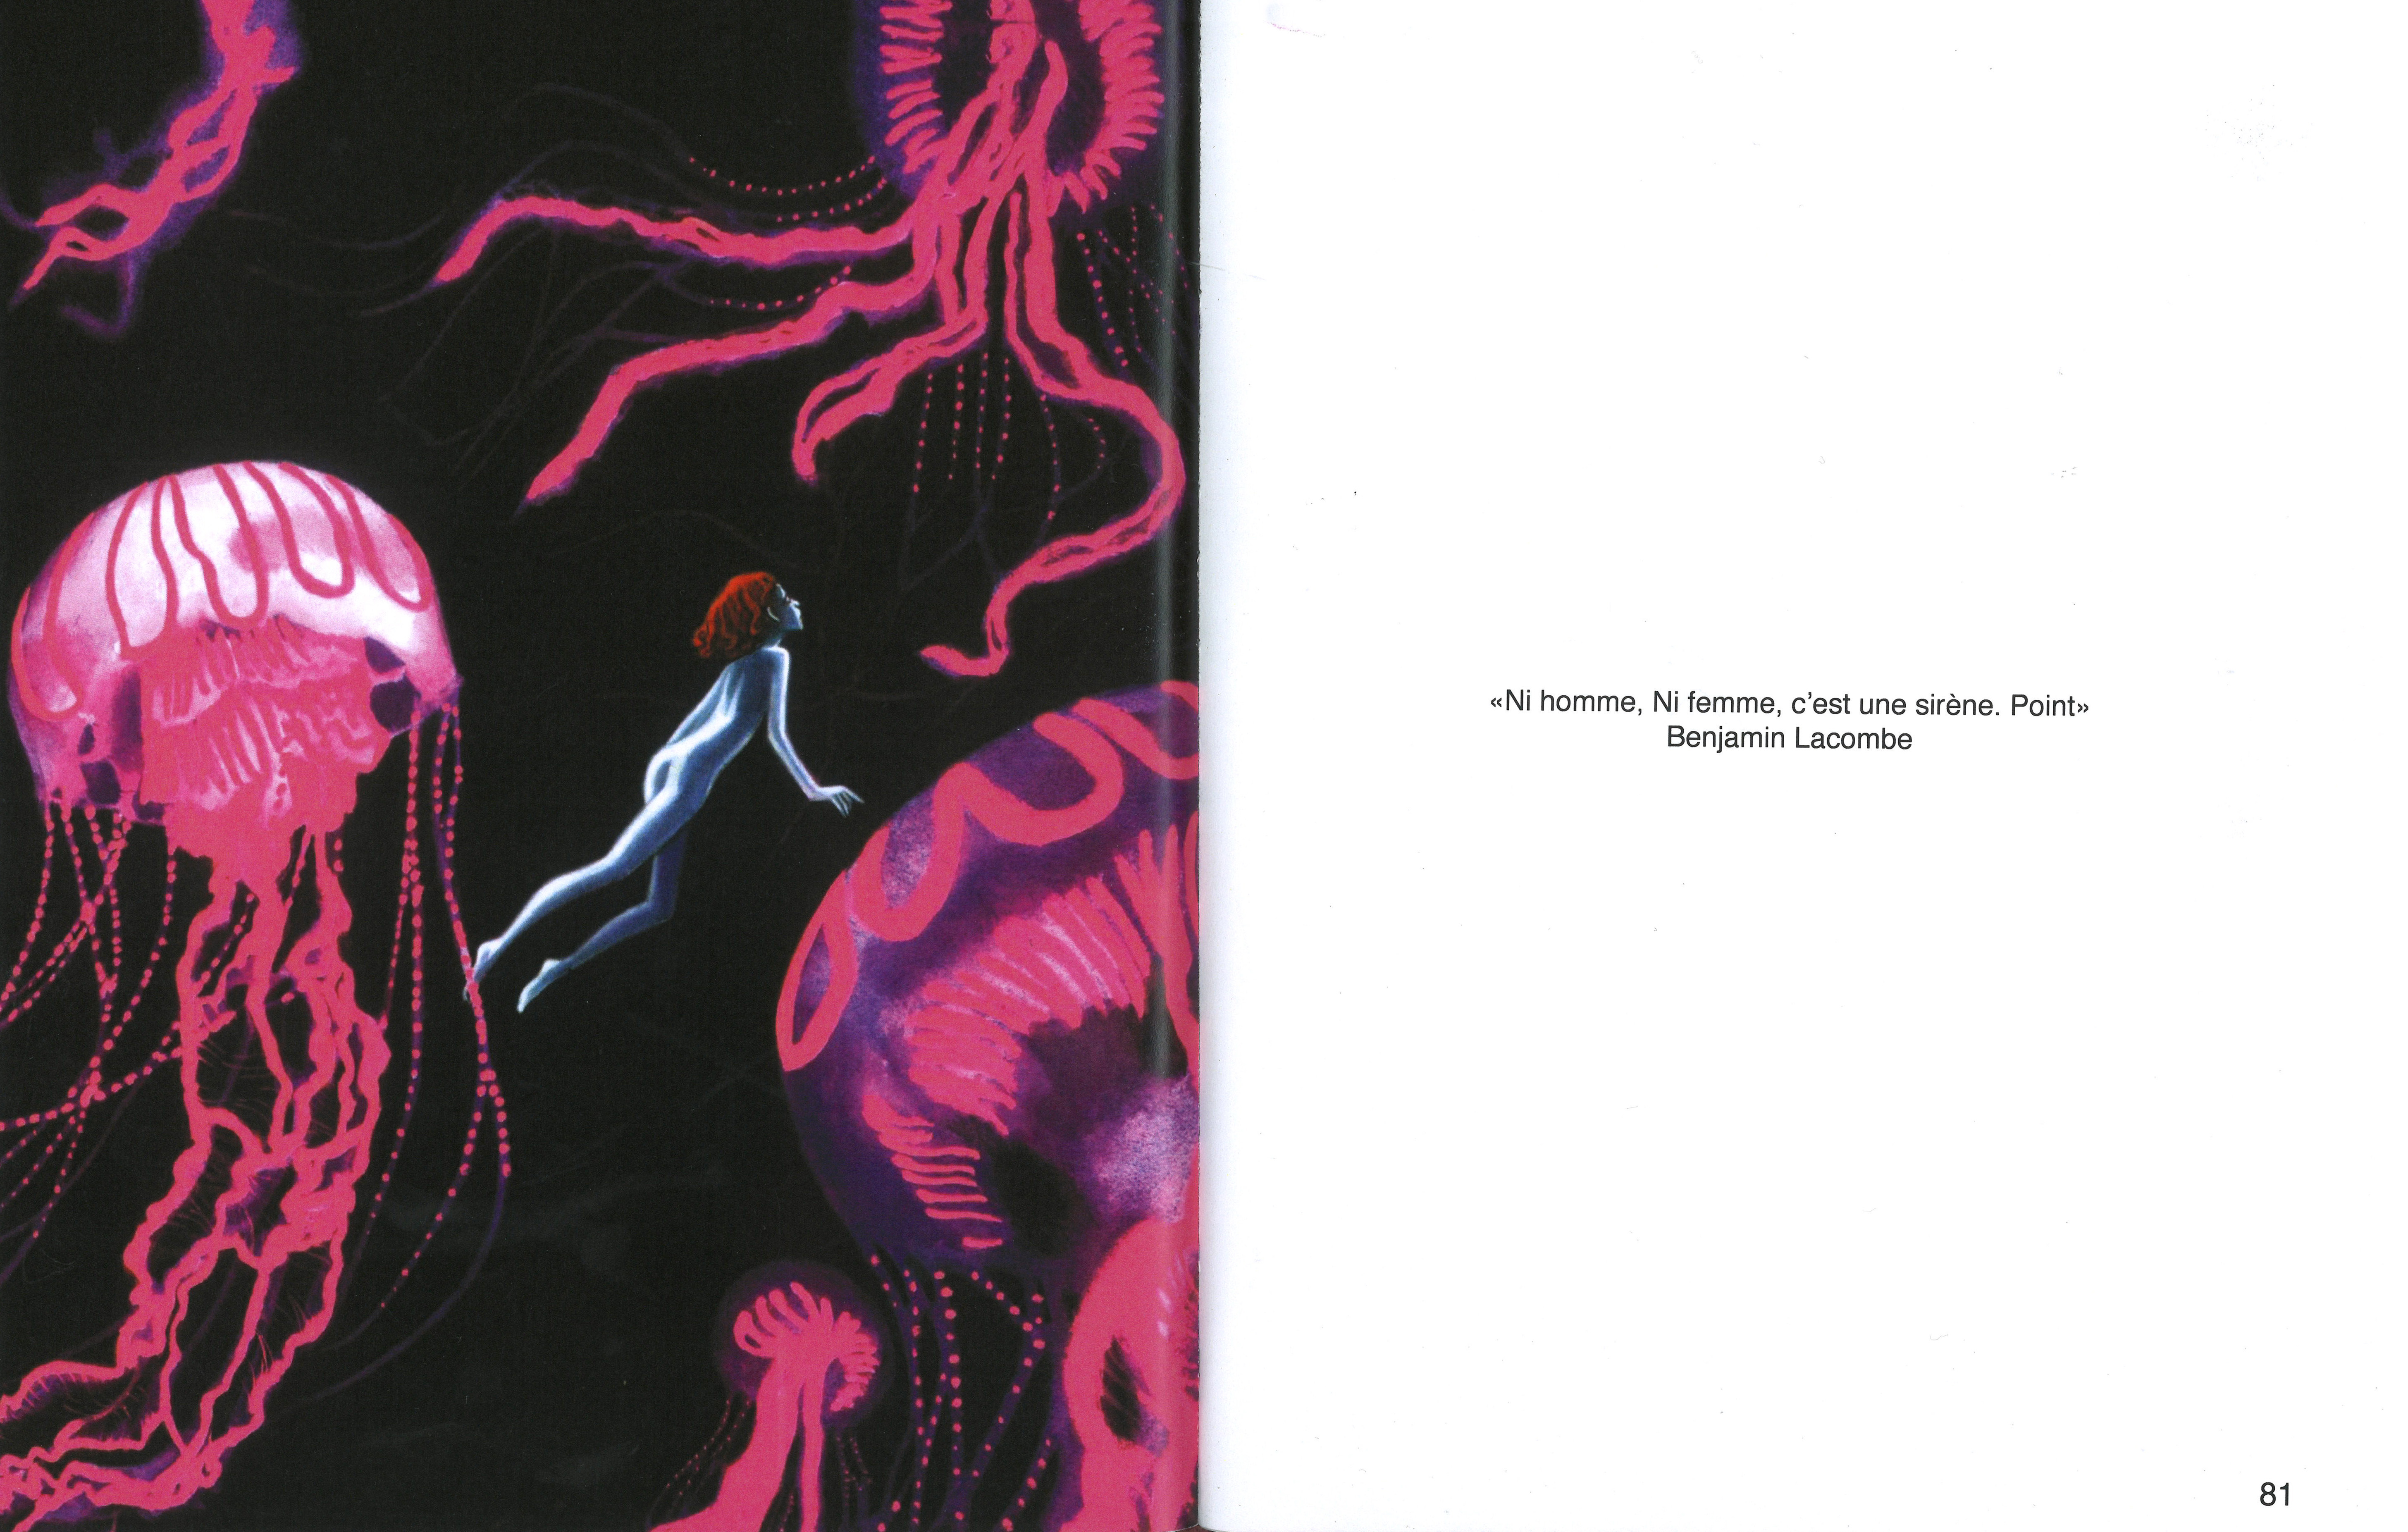 «Ni homme, Ni femme, c’est une sirène. Point»
Benjamin Lacombe
81